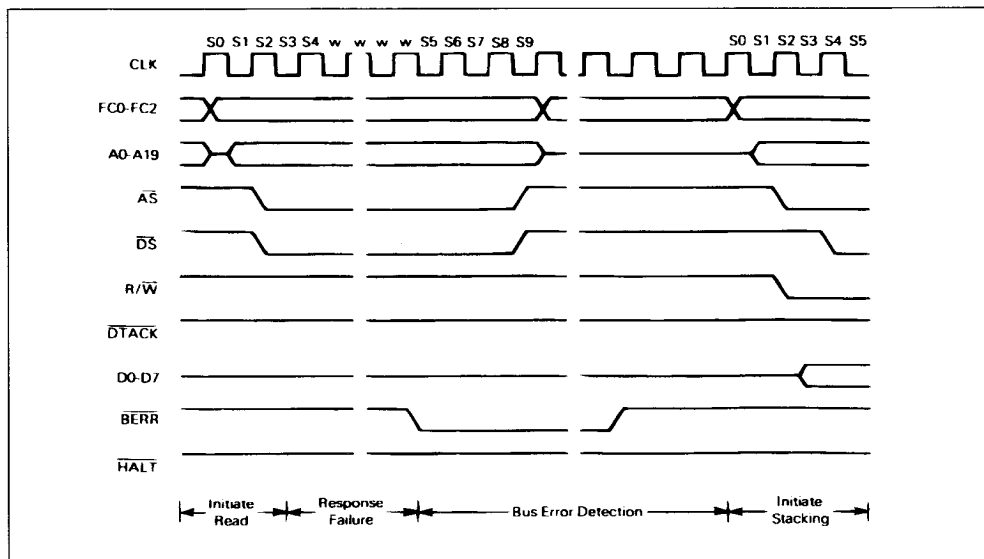 S0 S1 S2 S3 S4 w w w w S5 S6 S7 S8 S9 S0 S1 S2 S3 S4 S5
CLK
FC0-FC2
A0-A19
AS
DS
R/W
DTACK
D0-D7
BERR
HALT
Initiate
Read
Response
Failure
Bus Error Detection
Initiate
Stacking